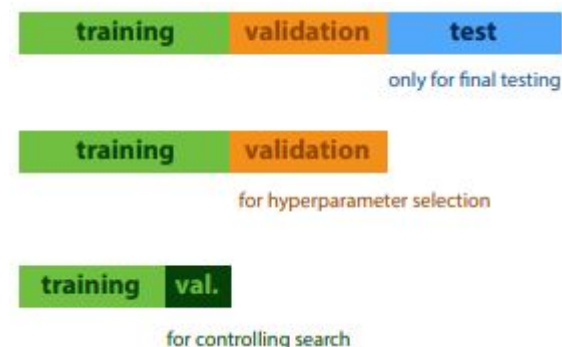 training validation test
only for final testing
training validation
for hyperparameter selection
training val.
for controlling search